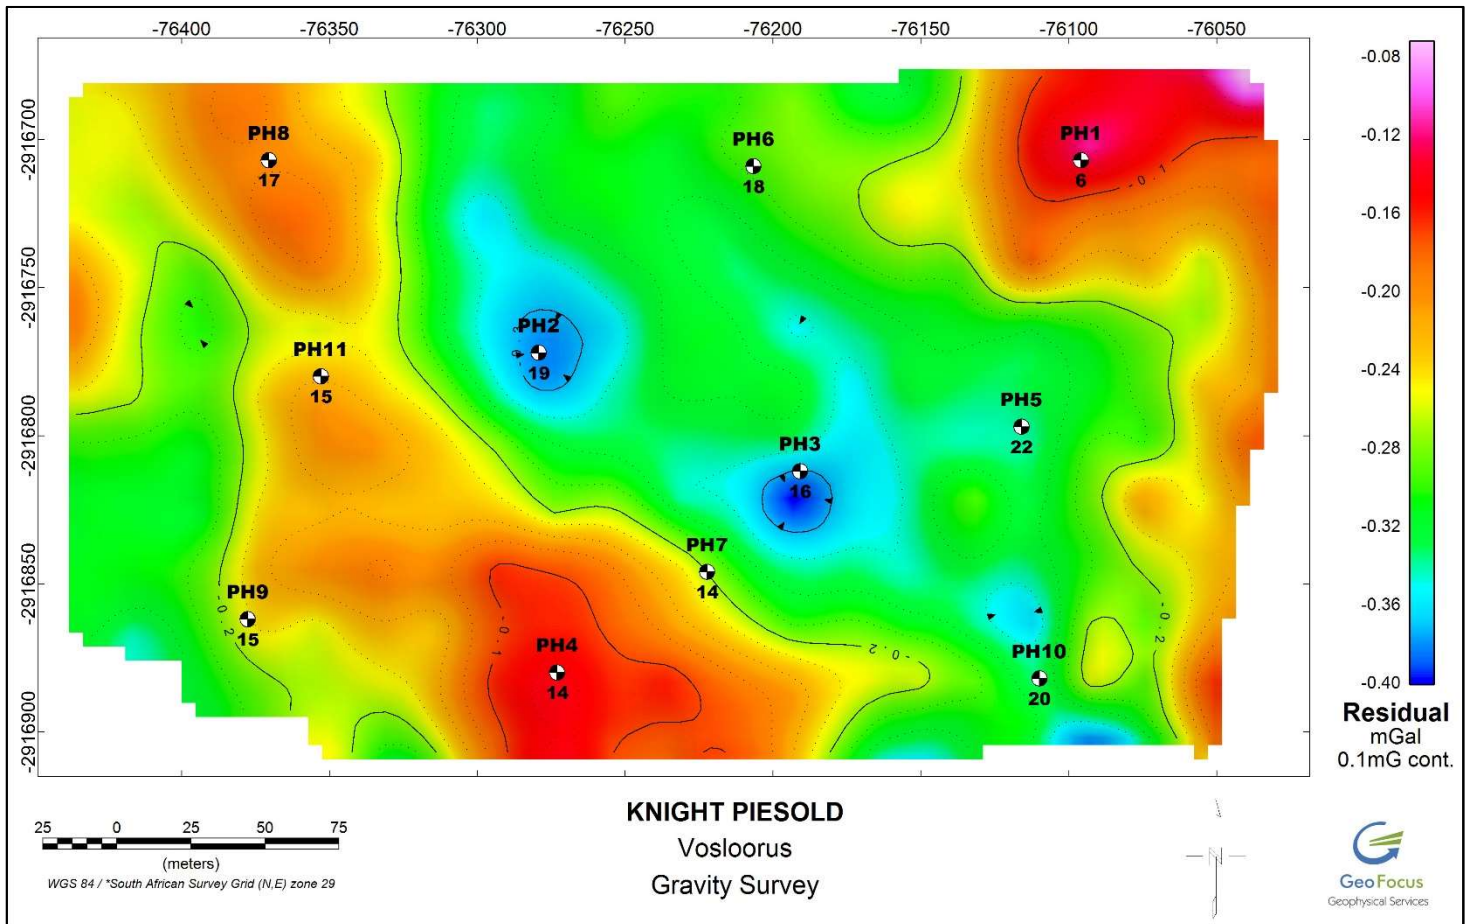 -76400 -76350 -76300 -76250 -76200 -76150 -76100 -76050
-2916700
-2916750
-2916800
-2916850
-2916900
PH8
17
PH6
18
PH1
6
-0.1
PH2
19
PH11
15
PH5
22
PH3
16
PH7
14
PH9
15
-0.2
-0.1
PH4
14
-0.2
PH10
20
-0.2
-0.08
-0.12
-0.16
-0.20
-0.24
-0.28
-0.32
-0.36
-0.40
Residual
mGal
0.1mG cont.
25 0 25 50 75
(meters)
WGS 84 / *South African Survey Grid (N,E) zone 29
KNIGHT PIESOLD
Vosloorus
Gravity Survey
N
GeoFocus
Geophysical Services